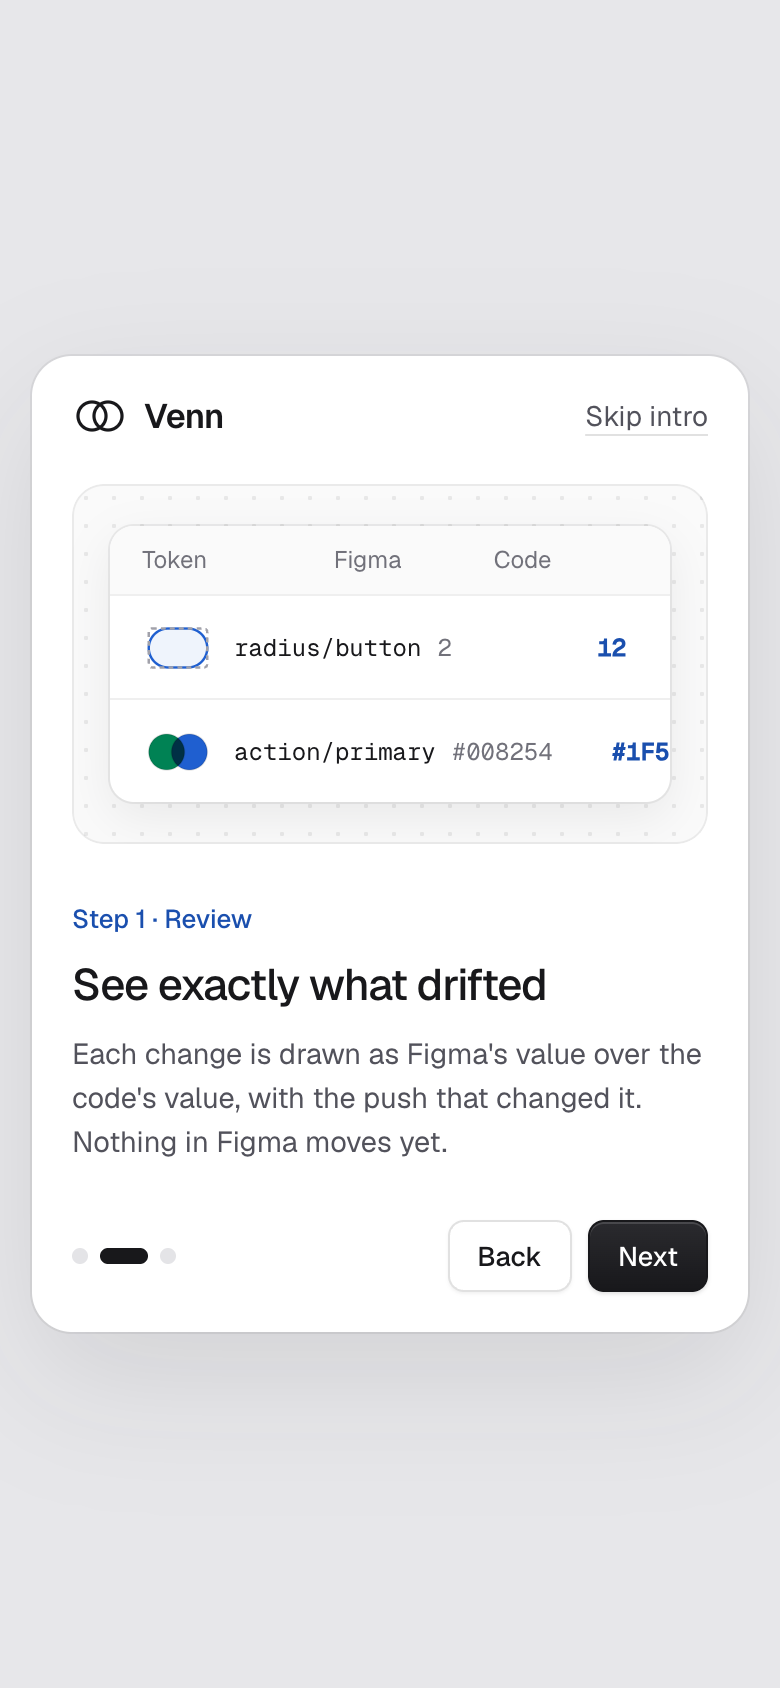 Venn
Skip intro
Token Figma Code
radius/button 2 12
action/primary #008254 #1F5
Step 1 · Review
See exactly what drifted
Each change is drawn as Figma's value over the
code's value, with the push that changed it.
Nothing in Figma moves yet.
Back Next